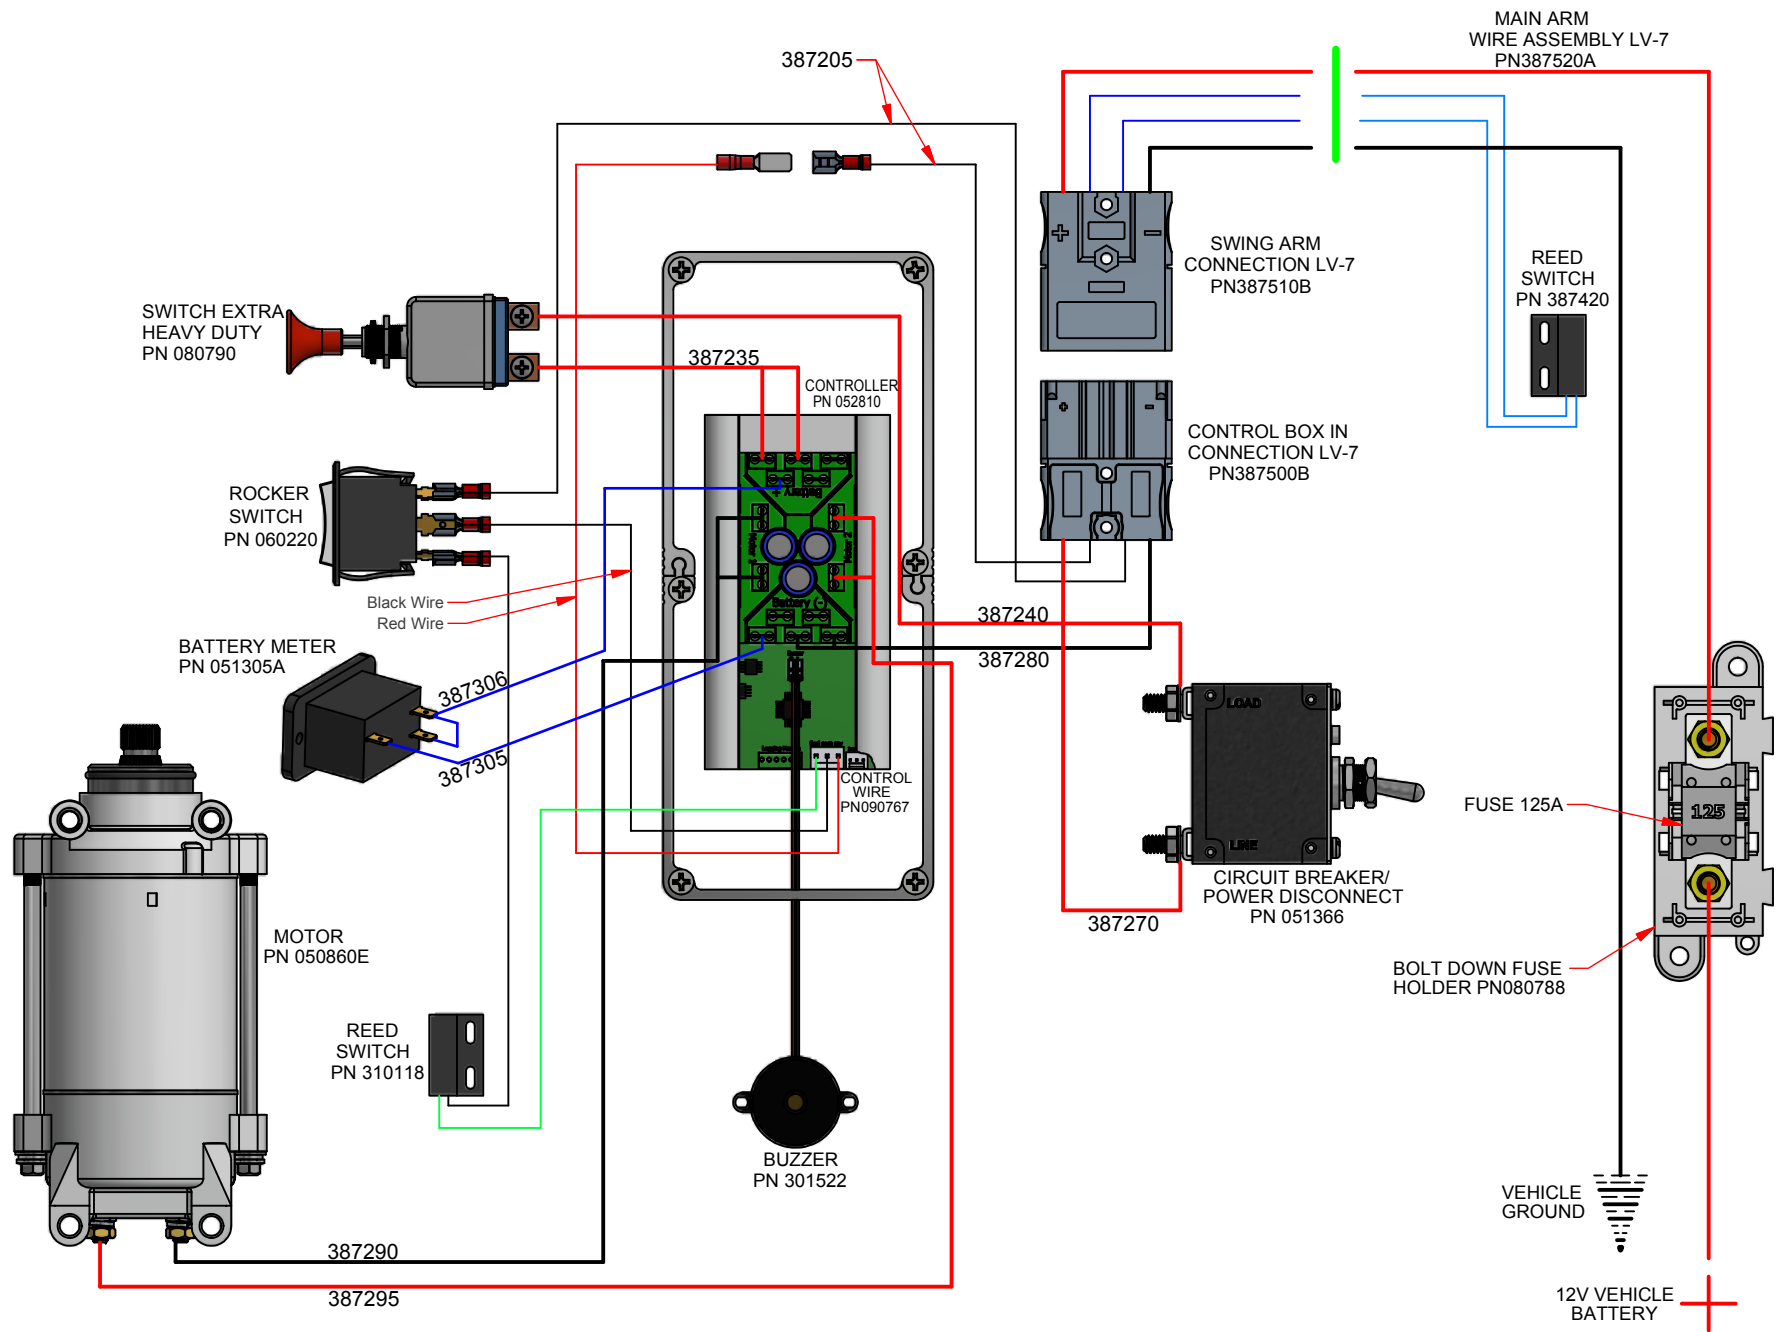 MAIN ARM
WIRE ASSEMBLY LV-7
PN387520A
387205
SWING ARM
CONNECTION LV-7
PN387510B
REED
SWITCH
PN 387420
SWITCH EXTRA
HEAVY DUTY
PN 080790
387235
CONTROLLER
PN 052810
+
-
CONTROL BOX IN
CONNECTION LV-7
PN387500B
ROCKER
SWITCH
PN 060220
Battery
+
Motor 2
Battery
Black Wire
Red Wire
387240
387280
BATTERY METER
PN 051305A
387306
387305
LOAD
LINE
CONTROL
WIRE
PN090767
FUSE 125A
125
CIRCUIT BREAKER/
POWER DISCONNECT
PN 051366
387270
MOTOR
PN 050860E
BOLT DOWN FUSE
HOLDER PN080788
REED
SWITCH
PN 310118
BUZZER
PN 301522
VEHICLE
GROUND
387290
387295
12V VEHICLE
BATTERY